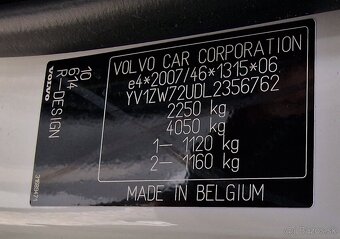 VOLVO CAR CORPORATION
e4*2007/46*1315*06
YV1ZW72UDL2356762
2250 kg
4050 kg
1- 1120 kg
2- 1160 kg
MADE IN BELGIUM
10
614
R-DESIGN
VOLVO